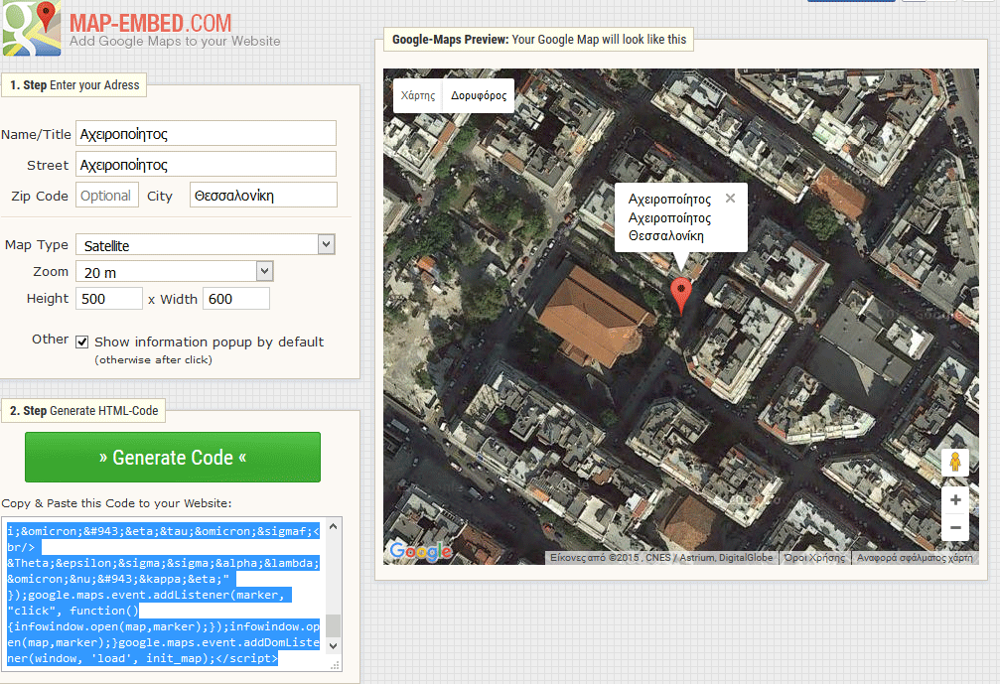 MAP-EMBED.COM
Add Google Maps to your Website
1. Step Enter your Adress
Name/Title Αχειροποίητος
Street Αχειροποίητος
Zip Code Optional City Θεσσαλονίκη
Map Type Satellite
Zoom 20 m
Height 500 x Width 600
Other Show information popup by default
(otherwise after click)
2. Step Generate HTML-Code
» Generate Code «
Copy & Paste this Code to your Website:
i;&omicron;&#943;&eta;&tau;&omicron;&sigmaf;<
br/>
&Theta;&epsilon;&sigma;&sigma;&alpha;&lambda;
&omicron;&nu;&#943;&kappa;&eta;"
});google.maps.event.addListener(marker,
"click", function()
{infowindow.open(map,marker);});infowindow.op
en(map,marker);}google.maps.event.addDomListe
ner(window, 'load', init_map);</script>
Google-Maps Preview: Your Google Map will look like this
Χάρτης Δορυφόρος
Αχειροποίητος ×
Αχειροποίητος
Θεσσαλονίκη
+
−
Google
Εικόνες από ©2015 , CNES / Astrium, DigitalGlobe Όροι Χρήσης Αναφορά σφάλματος χάρτη